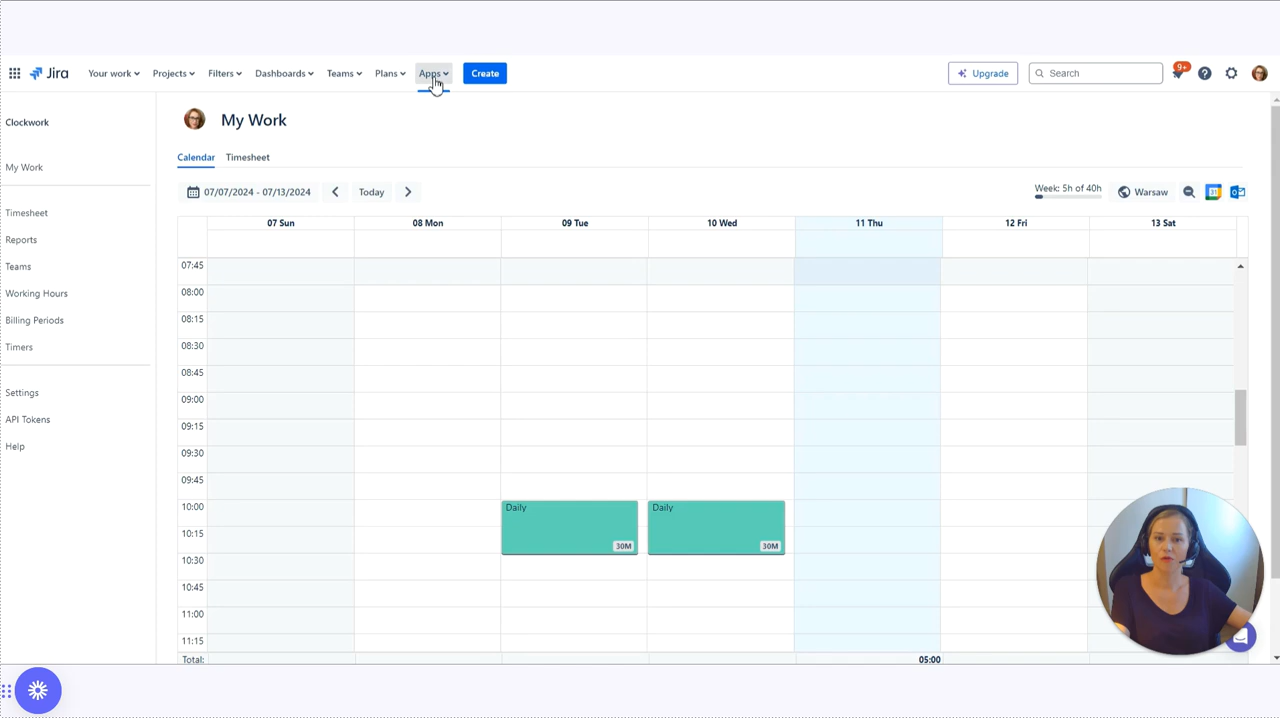 Jira Your work Projects Filters Dashboards Teams Plans Apps Create Upgrade Search 9+
Clockwork
My Work
Timesheet
Reports
Teams
Working Hours
Billing Periods
Timers
Settings
API Tokens
Help
My Work
Calendar Timesheet
07/07/2024 - 07/13/2024 Today Week: 5h of 40h Warsaw 31
07 Sun 08 Mon 09 Tue 10 Wed 11 Thu 12 Fri 13 Sat
07:45
08:00
08:15
08:30
08:45
09:00
09:15
09:30
09:45
10:00 Daily Daily
10:15
30M 30M
10:30
10:45
11:00
11:15
Total: 05:00